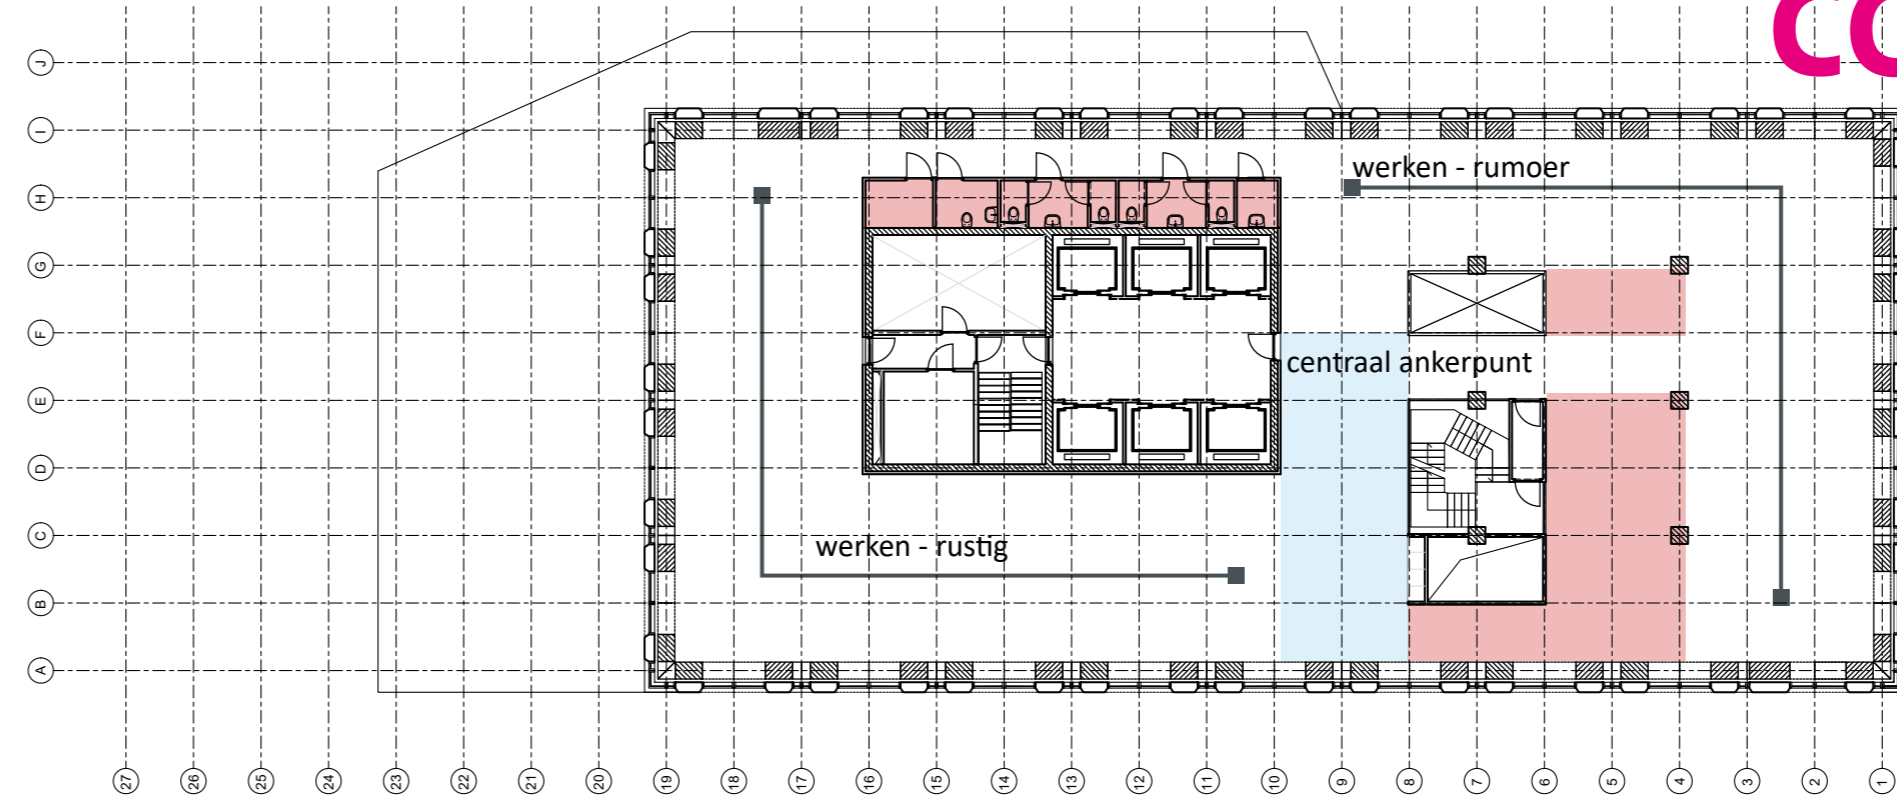 CO
J
I
werken - rumoer
H
G
F
centraal ankerpunt
E
D
C
werken - rustig
B
A
27 26 25 24 23 22 21 20 19 18 17 16 15 14 13 12 11 10 9 8 7 6 5 4 3 2 1